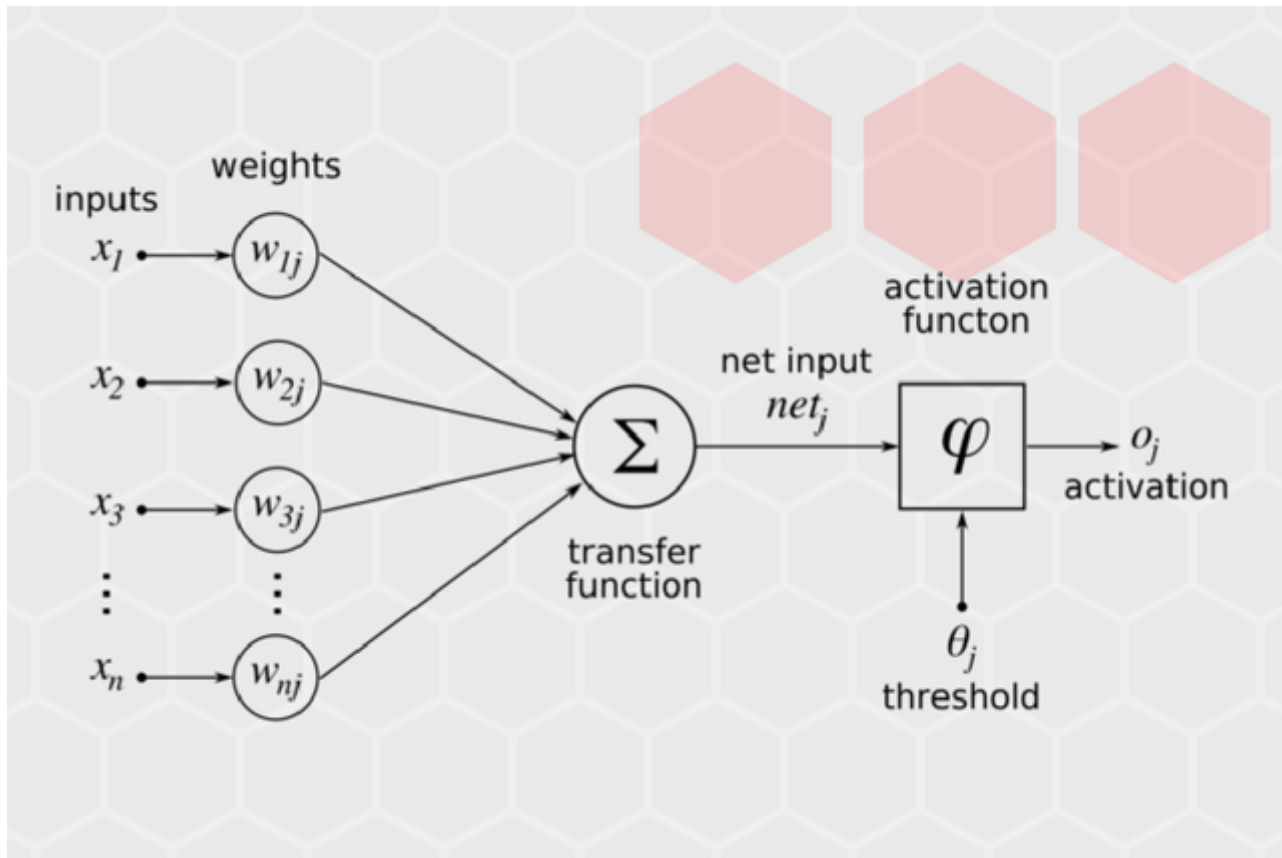 weights
inputs
x1
w1j
x2
w2j
x3
w3j
⋮ ⋮
xn
wnj
Σ
transfer
function
net input
netj
activation
functon
φ
oj
activation
θj
threshold